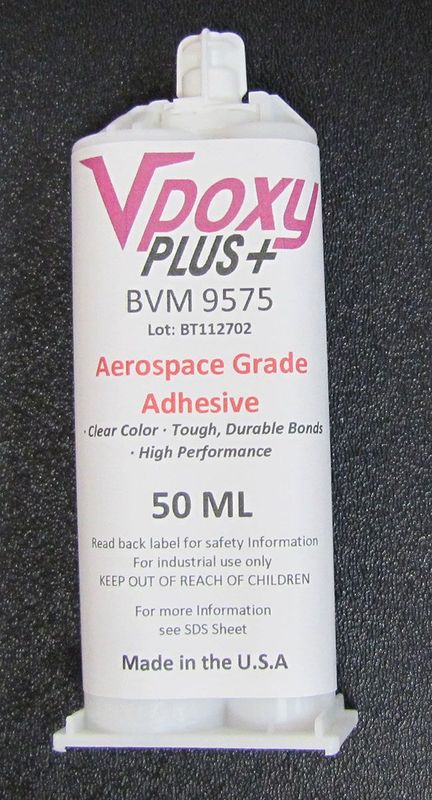 Vpoxy
PLUS+
BVM 9575
Lot: BT112702
Aerospace Grade
Adhesive
·Clear Color · Tough, Durable Bonds
· High Performance
50 ML
Read back label for safety Information
For industrial use only
KEEP OUT OF REACH OF CHILDREN
For more Information
see SDS Sheet
Made in the U.S.A